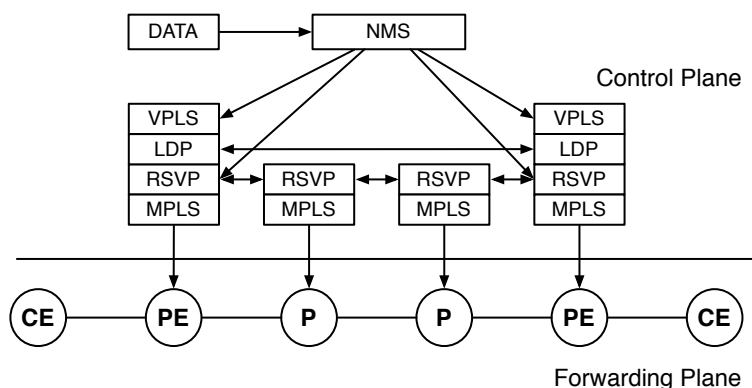 DATA
NMS
Control Plane
VPLS
LDP
RSVP
MPLS
RSVP
MPLS
RSVP
MPLS
VPLS
LDP
RSVP
MPLS
CE
PE
P
P
PE
CE
Forwarding Plane